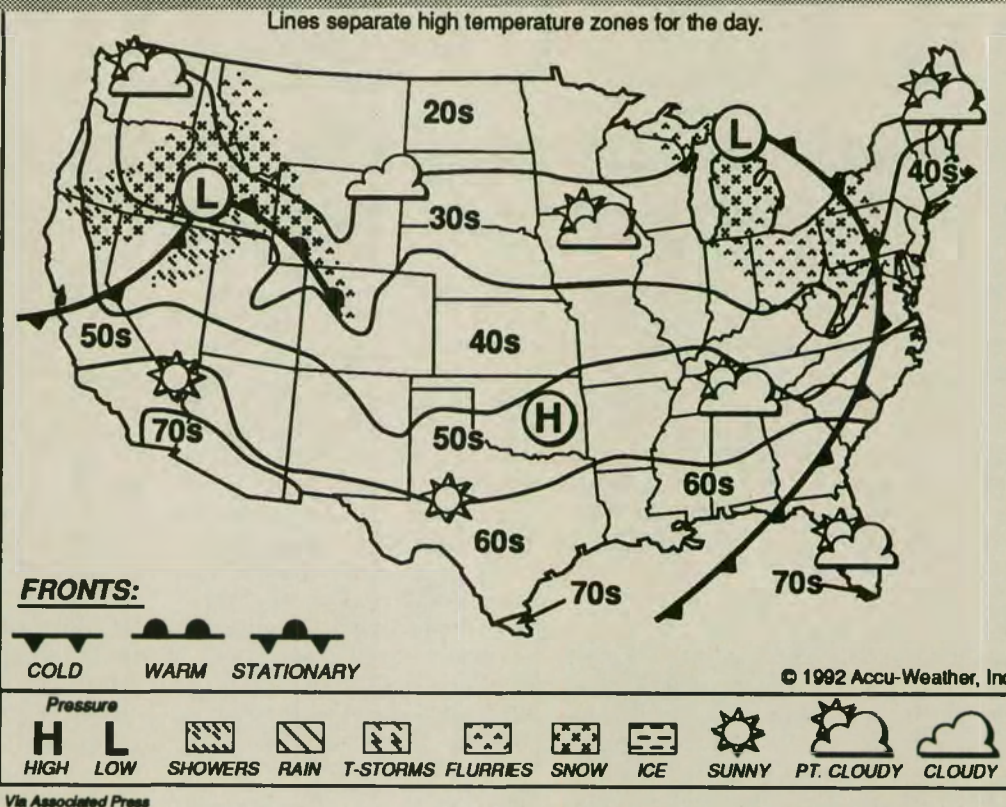 Lines separate high temperature zones for the day.
20s
L
40s
L
30s
50s
40s
H
70s
50s
60s
60s
70s
70s
FRONTS:
COLD WARM STATIONARY
© 1992 Accu-Weather, Inc
Pressure
H L
HIGH LOW SHOWERS RAIN T-STORMS FLURRIES SNOW ICE SUNNY PT. CLOUDY CLOUDY
Via Associated Press